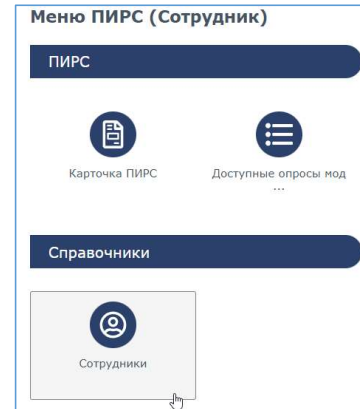 Меню ПИРС (Сотрудник)
ПИРС
Карточка ПИРС
Доступные опросы мод
...
Справочники
Сотрудники